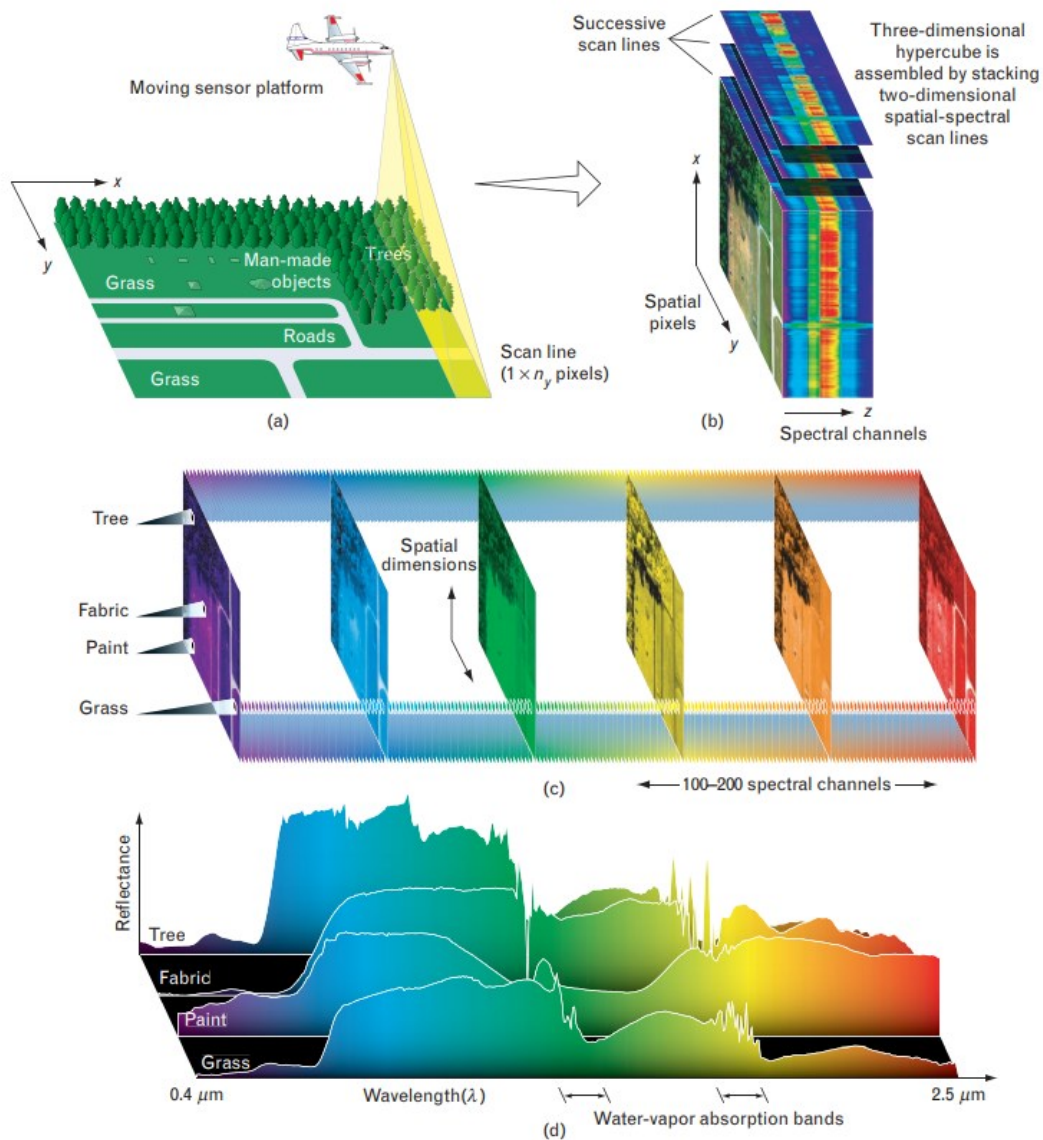 Moving sensor platform
x
y
Trees
Man-made
objects
Grass
Roads
Grass
Scan line
(1 × n_y pixels)
(a)
Successive
scan lines
Three-dimensional
hypercube is
assembled by stacking
two-dimensional
spatial-spectral
scan lines
x
Spatial
pixels
y
z
(b)
Spectral channels
Tree
Fabric
Paint
Grass
Spatial
dimensions
(c)
100–200 spectral channels
Reflectance
Tree
Fabric
Paint
Grass
0.4 μm
Wavelength(λ)
2.5 μm
Water-vapor absorption bands
(d)